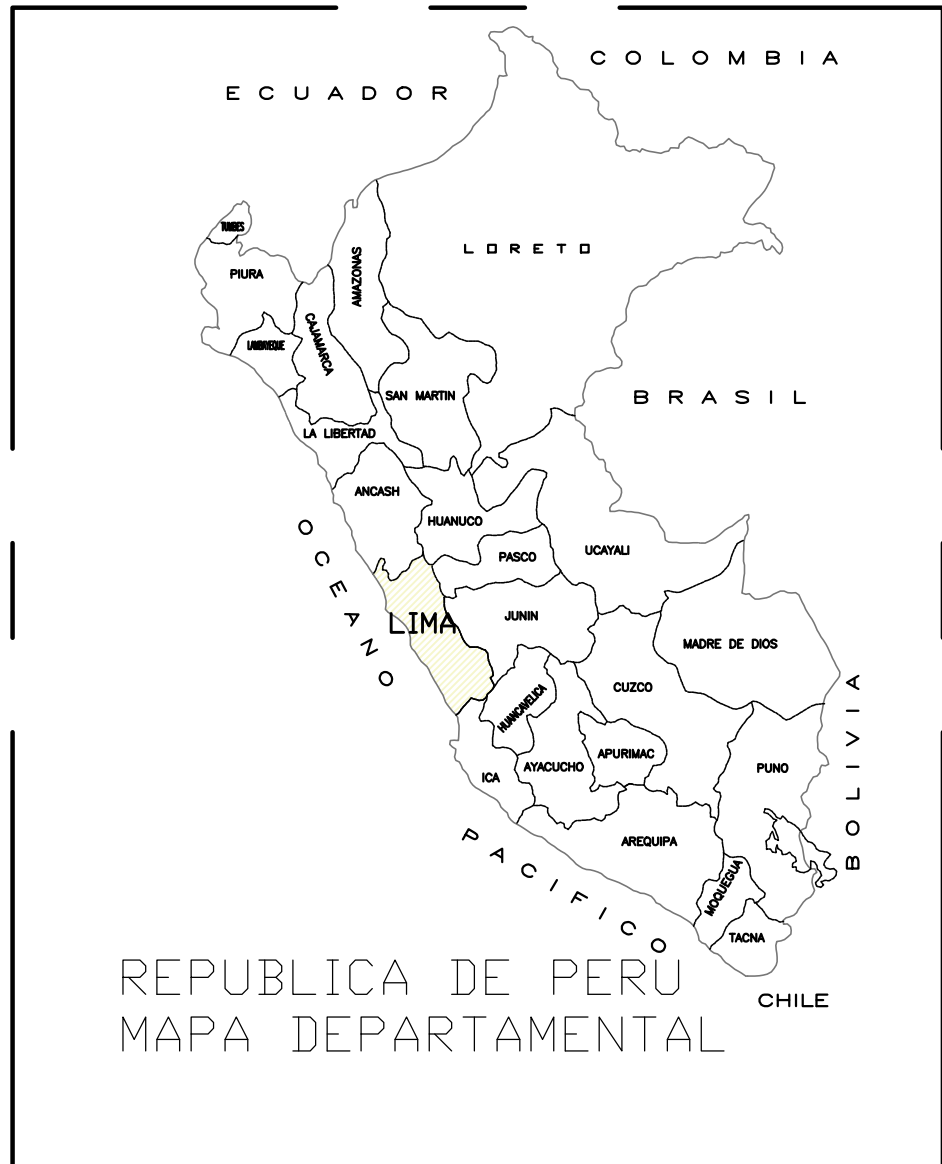 COLOMBIA
ECUADOR
TUMBES
LORETO
PIURA
AMAZONAS
CAJAMARCA
LAMBAYEQUE
SAN MARTIN
BRASIL
LA LIBERTAD
ANCASH
HUANUCO
PASCO
UCAYALI
OCEANO
LIMA
JUNIN
MADRE DE DIOS
CUZCO
HUANCAVELICA
BOLIVIA
APURIMAC
AYACUCHO
PUNO
ICA
AREQUIPA
PACIFICO
MOQUEGUA
TACNA
REPUBLICA DE PERU
CHILE
MAPA DEPARTAMENTAL